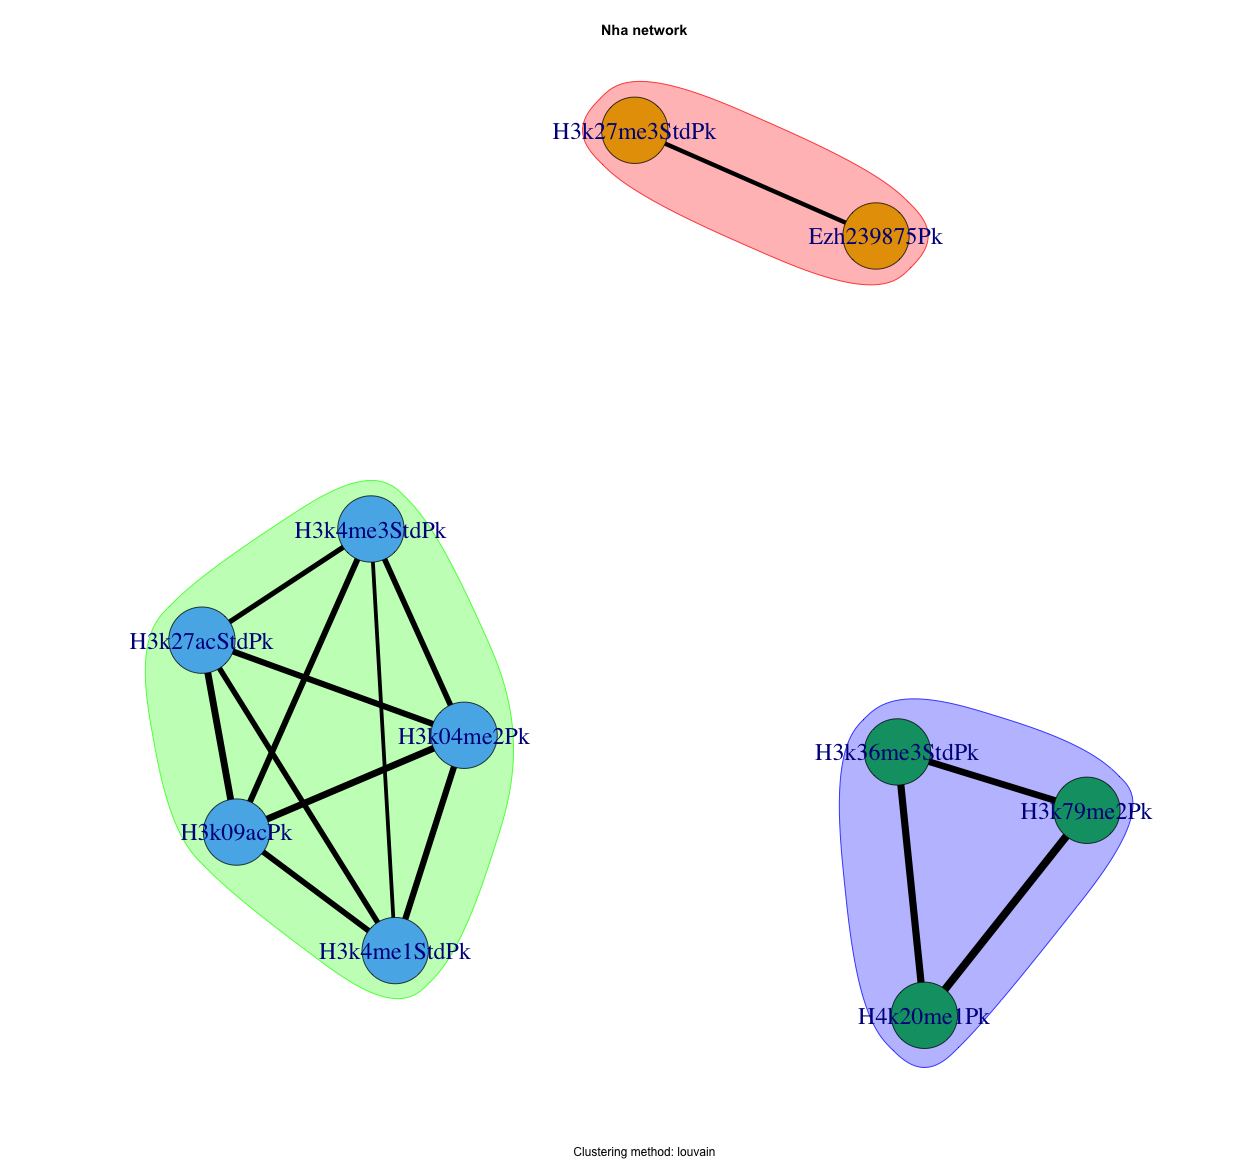 Nha network
H3k27me3StdPk
Ezh239875Pk
H3k4me3StdPk
H3k27acStdPk
H3k04me2Pk
H3k09acPk
H3k4me1StdPk
H3k36me3StdPk
H3k79me2Pk
H4k20me1Pk
Clustering method: louvain